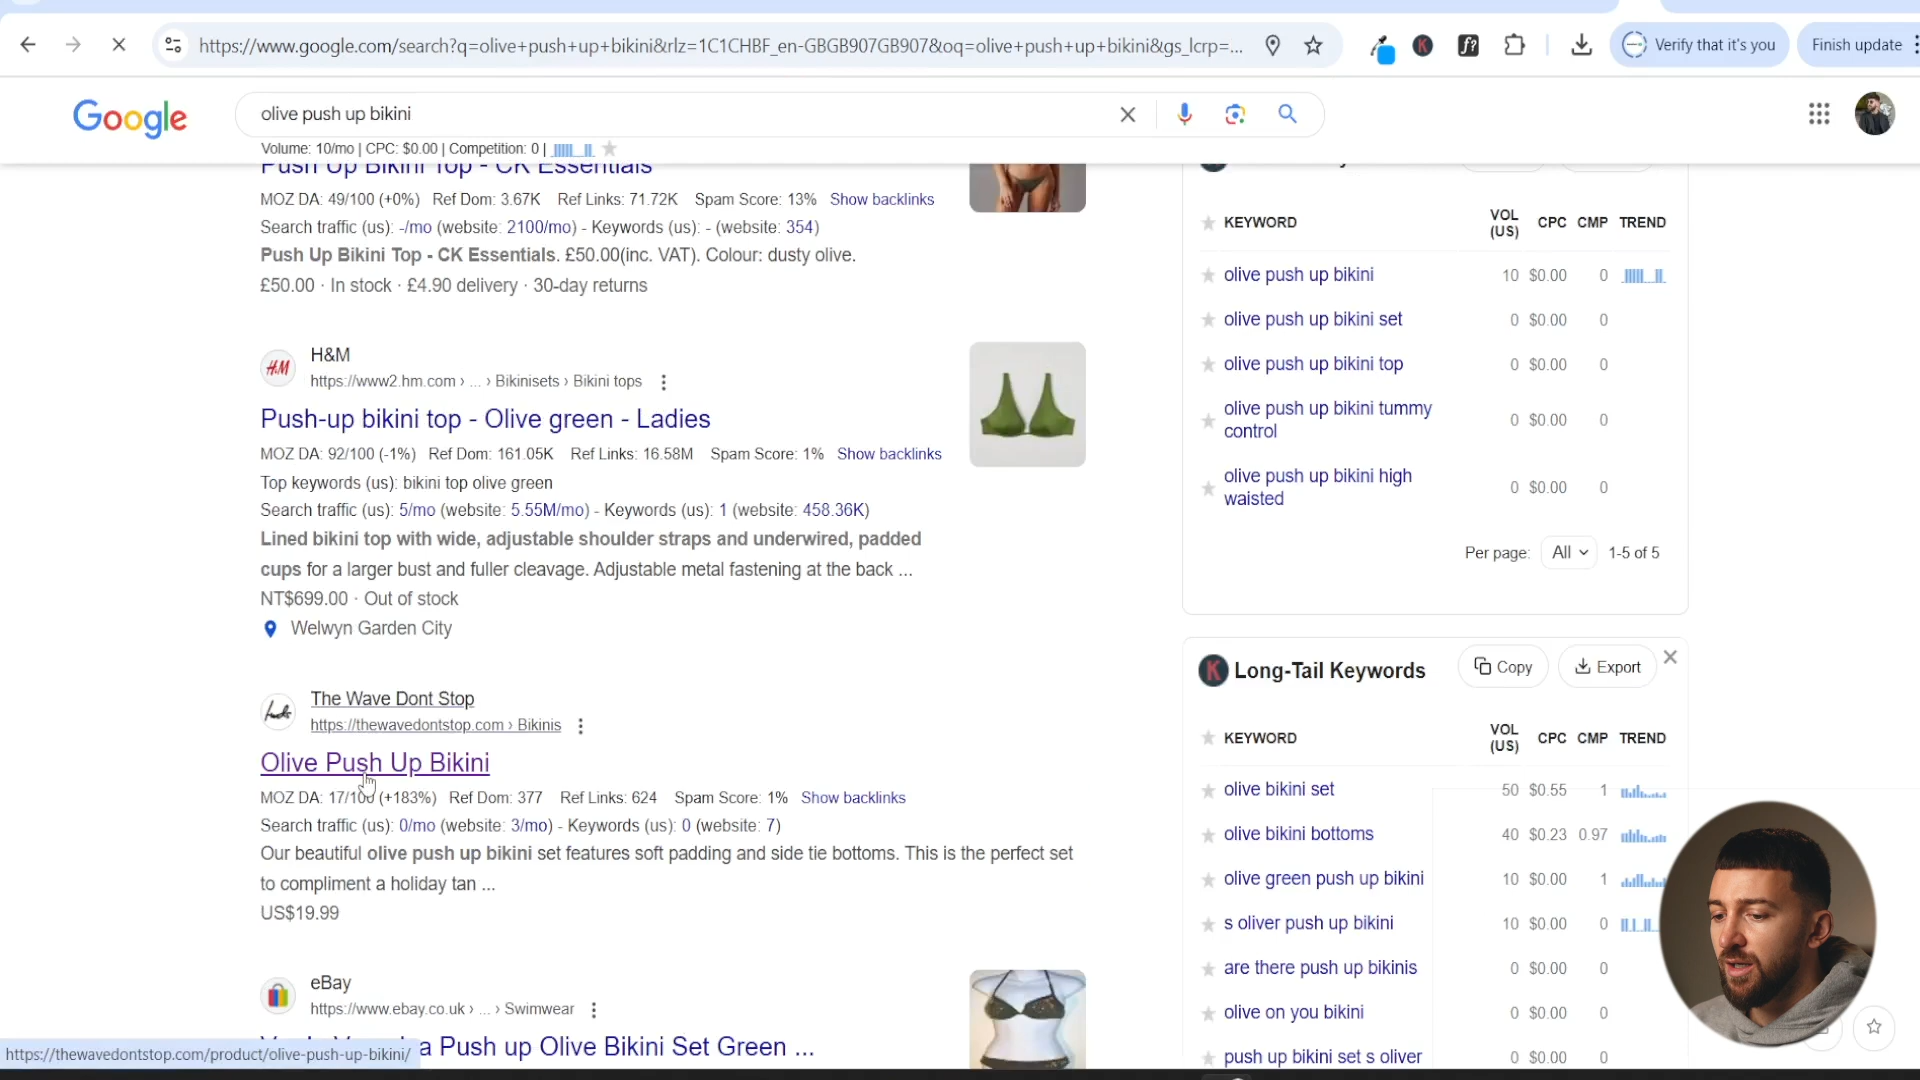 https://www.google.com/search?q=olive+push+up+bikini&rlz=1C1CHBF_en-GBGB907GB907&oq=olive+push+up+bikini&gs_lcrp=...
Verify that it's you
Finish update
Google
olive push up bikini
Volume: 10/mo | CPC: $0.00 | Competition: 0 |
Push Up Bikini Top - CK Essentials
MOZ DA: 49/100 (+0%) Ref Dom: 3.67K Ref Links: 71.72K Spam Score: 13% Show backlinks
Search traffic (us): -/mo (website: 2100/mo) - Keywords (us): - (website: 354)
Push Up Bikini Top - CK Essentials. £50.00(inc. VAT). Colour: dusty olive.
£50.00 · In stock · £4.90 delivery · 30-day returns
H&M
H&M
https://www2.hm.com › ... › Bikinisets › Bikini tops
Push-up bikini top - Olive green - Ladies
MOZ DA: 92/100 (-1%) Ref Dom: 161.05K Ref Links: 16.58M Spam Score: 1% Show backlinks
Top keywords (us): bikini top olive green
Search traffic (us): 5/mo (website: 5.55M/mo) - Keywords (us): 1 (website: 458.36K)
Lined bikini top with wide, adjustable shoulder straps and underwired, padded
cups for a larger bust and fuller cleavage. Adjustable metal fastening at the back ...
NT$699.00 · Out of stock
Welwyn Garden City
The Wave Dont Stop
https://thewavedontstop.com › Bikinis
Olive Push Up Bikini
MOZ DA: 17/100 (+183%) Ref Dom: 377 Ref Links: 624 Spam Score: 1% Show backlinks
Search traffic (us): 0/mo (website: 3/mo) - Keywords (us): 0 (website: 7)
Our beautiful olive push up bikini set features soft padding and side tie bottoms. This is the perfect set
to compliment a holiday tan ...
US$19.99
eBay
https://www.ebay.co.uk › ... › Swimwear
a Push up Olive Bikini Set Green ...
https://thewavedontstop.com/product/olive-push-up-bikini/
KEYWORD VOL (US) CPC CMP TREND
olive push up bikini 10 $0.00 0
olive push up bikini set 0 $0.00 0
olive push up bikini top 0 $0.00 0
olive push up bikini tummy
control 0 $0.00 0
olive push up bikini high
waisted 0 $0.00 0
Per page: All 1-5 of 5
K Long-Tail Keywords Copy Export
KEYWORD VOL (US) CPC CMP TREND
olive bikini set 50 $0.55 1
olive bikini bottoms 40 $0.23 0.97
olive green push up bikini 10 $0.00 1
s oliver push up bikini 10 $0.00 0
are there push up bikinis 0 $0.00 0
olive on you bikini 0 $0.00 0
push up bikini set s oliver 0 $0.00 0